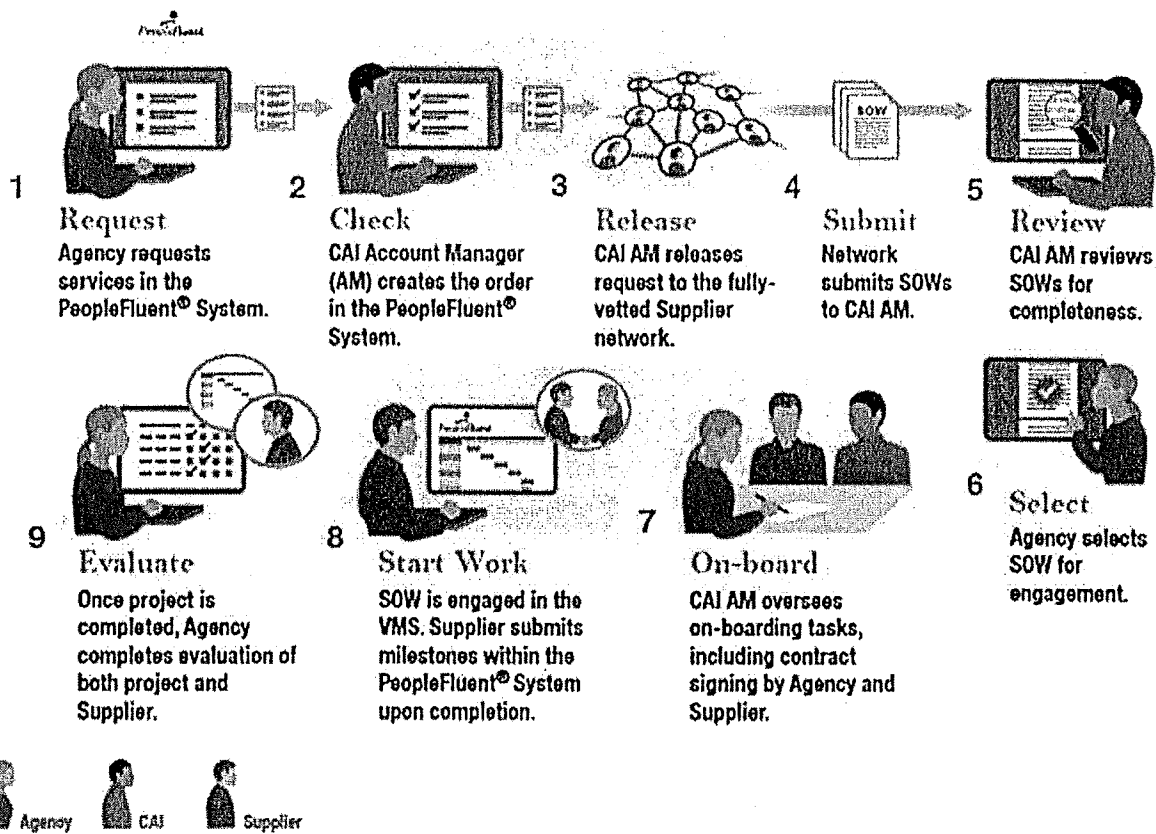 PeopleFluent
1
Request
Agency requests
services in the
PeopleFluent® System.
2
Check
CAI Account Manager
(AM) creates the order
in the PeopleFluent®
System.
3
Release
CAI AM releases
request to the fully-
vetted Supplier
network.
SOW
4
Submit
Network
submits SOWs
to CAI AM.
5
Review
CAI AM reviews
SOWs for
completeness.
6
Select
Agency selects
SOW for
engagement.
7
On-board
CAI AM oversees
on-boarding tasks,
including contract
signing by Agency and
Supplier.
PeopleFluent
8
Start Work
SOW is engaged in the
VMS. Supplier submits
milestones within the
PeopleFluent® System
upon completion.
9
Evaluate
Once project is
completed, Agency
completes evaluation of
both project and
Supplier.
Agency
CAI
Supplier